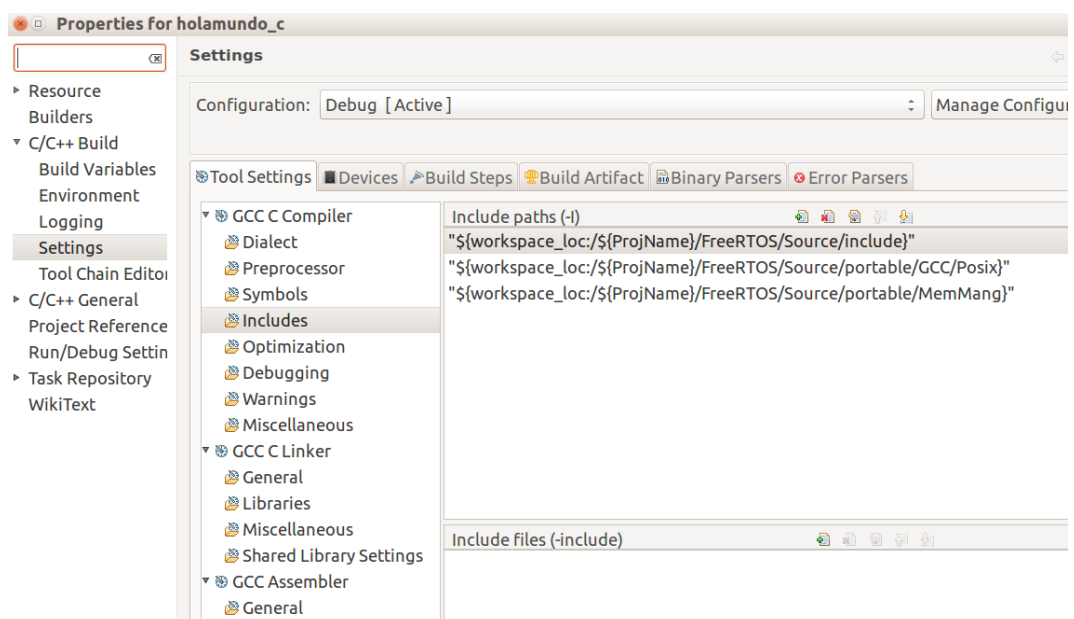 Properties for holamundo_c
Settings
Resource
Builders
C/C++ Build
Build Variables
Environment
Logging
Settings
Tool Chain Editor
C/C++ General
Project Reference
Run/Debug Settin
Task Repository
WikiText
Configuration: Debug [Active] Manage Configur
Tool Settings Devices Build Steps Build Artifact Binary Parsers Error Parsers
GCC C Compiler
Dialect
Preprocessor
Symbols
Includes
Optimization
Debugging
Warnings
Miscellaneous
GCC C Linker
General
Libraries
Miscellaneous
Shared Library Settings
GCC Assembler
General
Include paths (-I)
"${workspace_loc:/${ProjName}/FreeRTOS/Source/include}"
"${workspace_loc:/${ProjName}/FreeRTOS/Source/portable/GCC/Posix}"
"${workspace_loc:/${ProjName}/FreeRTOS/Source/portable/MemMang}"
Include files (-include)